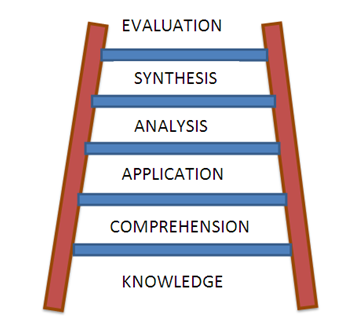 EVALUATION
SYNTHESIS
ANALYSIS
APPLICATION
COMPREHENSION
KNOWLEDGE